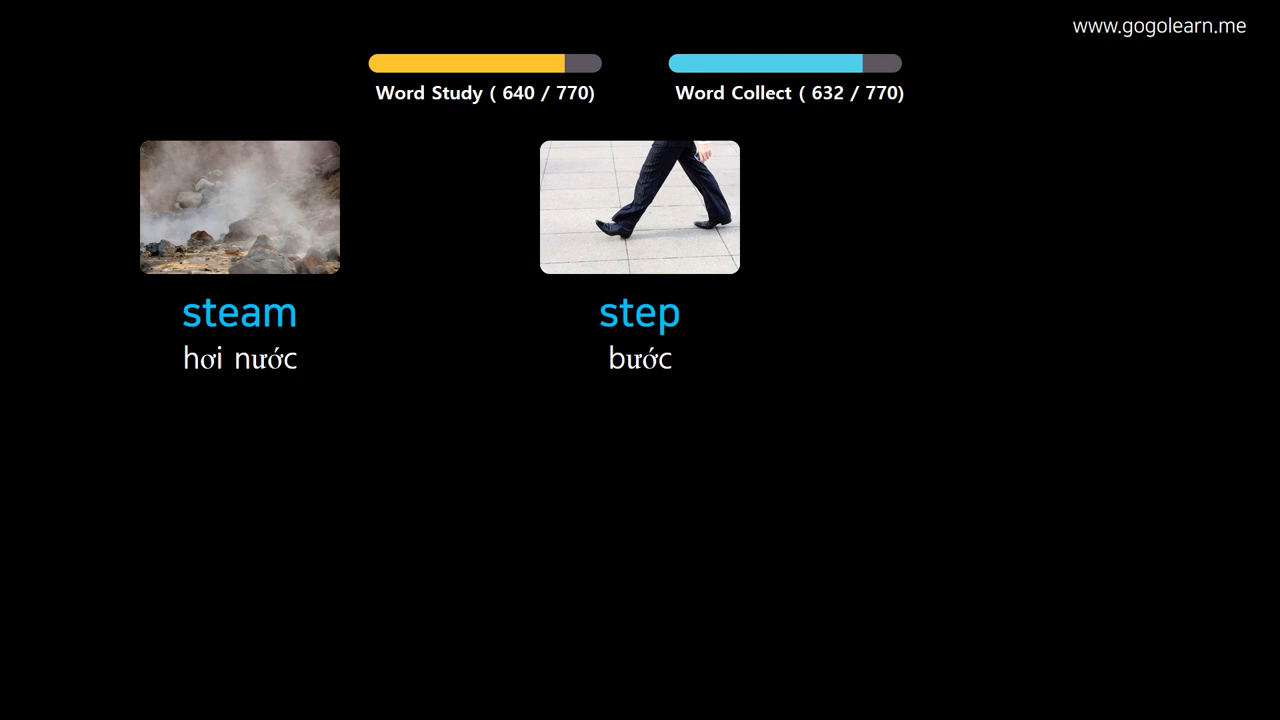 www.gogolearn.me
Word Study ( 640 / 770)
Word Collect ( 632 / 770)
steam
hơi nước
step
bước